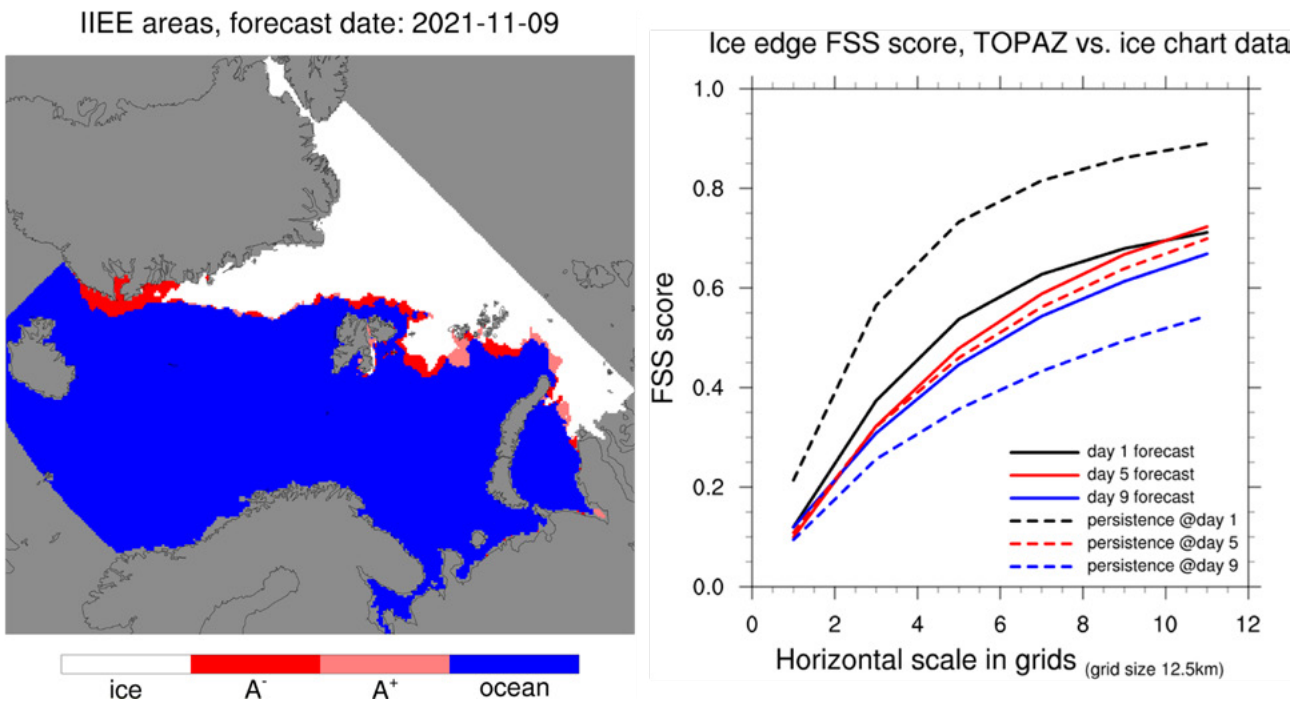 IIEE areas, forecast date: 2021-11-09
ice A⁻ A⁺ ocean
Ice edge FSS score, TOPAZ vs. ice chart data
FSS score
1.0
0.8
0.6
0.4
0.2
0.0
day 1 forecast
day 5 forecast
day 9 forecast
persistence @day 1
persistence @day 5
persistence @day 9
0 2 4 6 8 10 12
Horizontal scale in grids (grid size 12.5km)